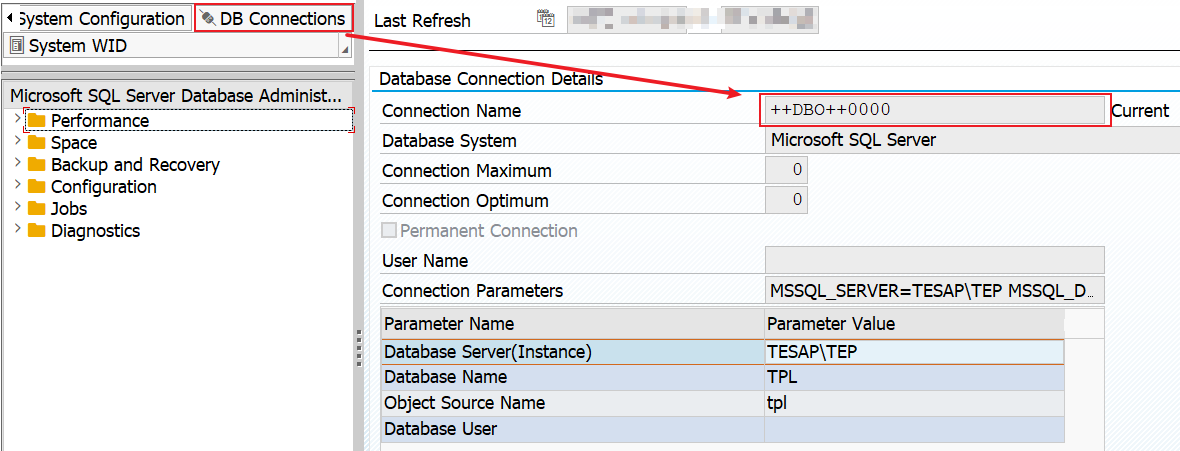 System Configuration
DB Connections
System WID
Microsoft SQL Server Database Administ...
Performance
Space
Backup and Recovery
Configuration
Jobs
Diagnostics
Last Refresh
Database Connection Details
Connection Name ++DBO++0000 Current
Database System Microsoft SQL Server
Connection Maximum 0
Connection Optimum 0
Permanent Connection
User Name
Connection Parameters MSSQL_SERVER=TESAP\TEP MSSQL_D...
Parameter Name Parameter Value
Database Server(Instance) TESAP\TEP
Database Name TPL
Object Source Name tpl
Database User